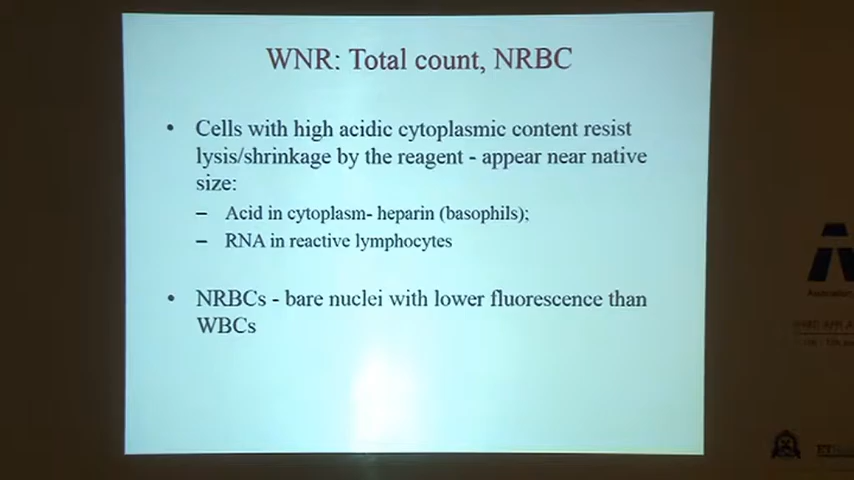 WNR: Total count, NRBC
• Cells with high acidic cytoplasmic content resist
lysis/shrinkage by the reagent - appear near native
size:
– Acid in cytoplasm- heparin (basophils);
– RNA in reactive lymphocytes
• NRBCs - bare nuclei with lower fluorescence than
WBCs